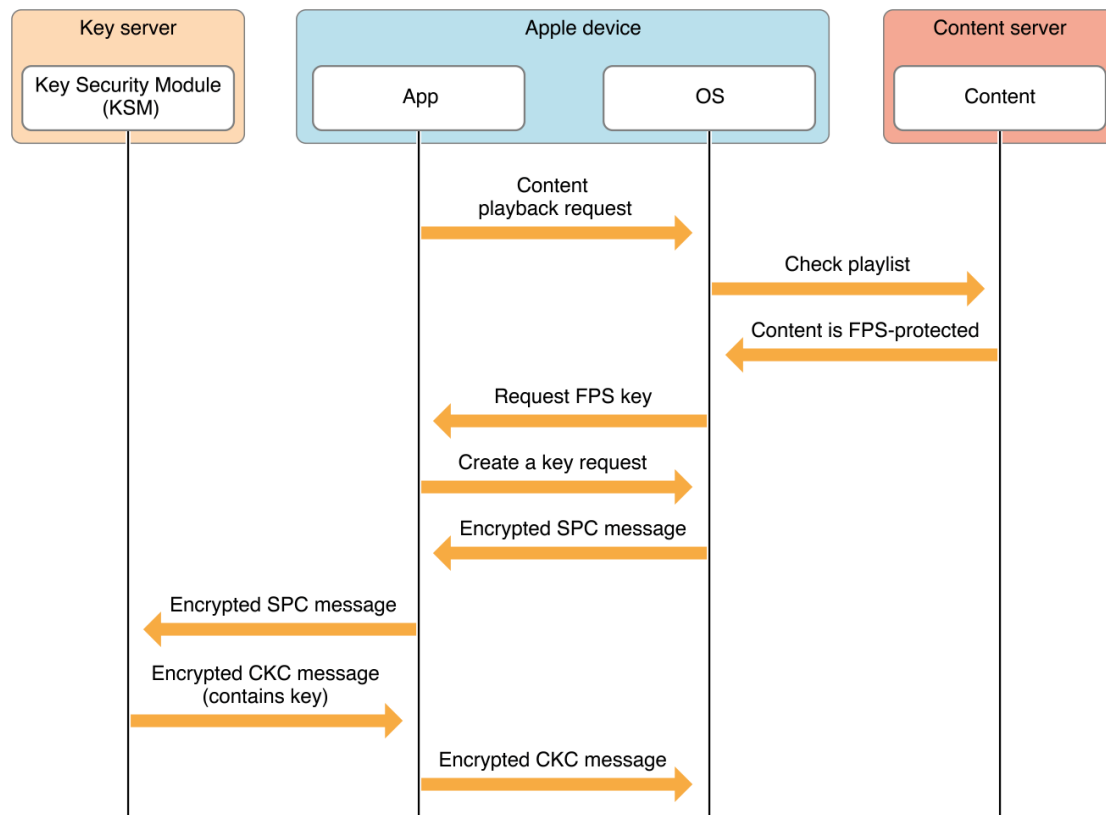 Key server
Apple device
Content server
Key Security Module
(KSM)
App
OS
Content
Content
playback request
Check playlist
Content is FPS-protected
Request FPS key
Create a key request
Encrypted SPC message
Encrypted SPC message
Encrypted CKC message
(contains key)
Encrypted CKC message